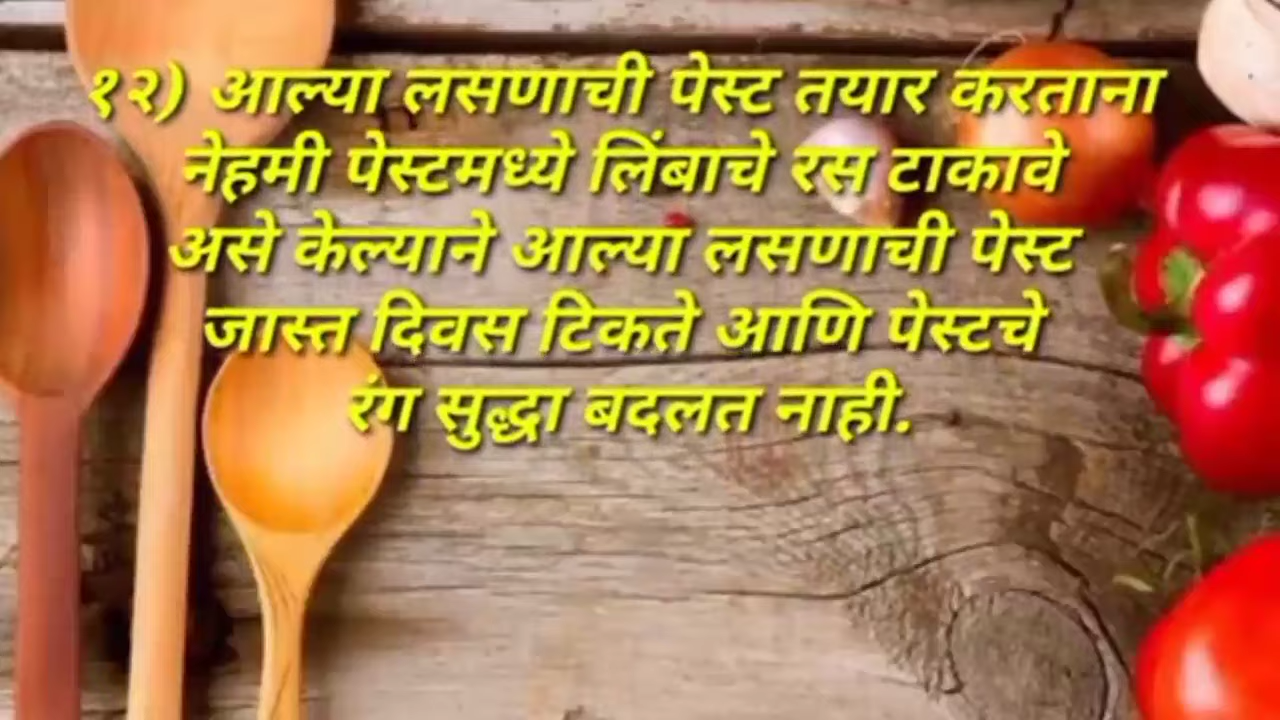 १२) आल्या लसणाची पेस्ट तयार करताना
नेहमी पेस्टमध्ये लिंबाचे रस टाकावे
असे केल्याने आल्या लसणाची पेस्ट
जास्त दिवस टिकते आणि पेस्टचे
रंग सुद्धा बदलत नाही.